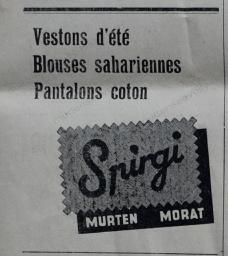 Vestons d'été
Blouses sahariennes
Pantalons coton
Spirgi
MURTEN MORAT